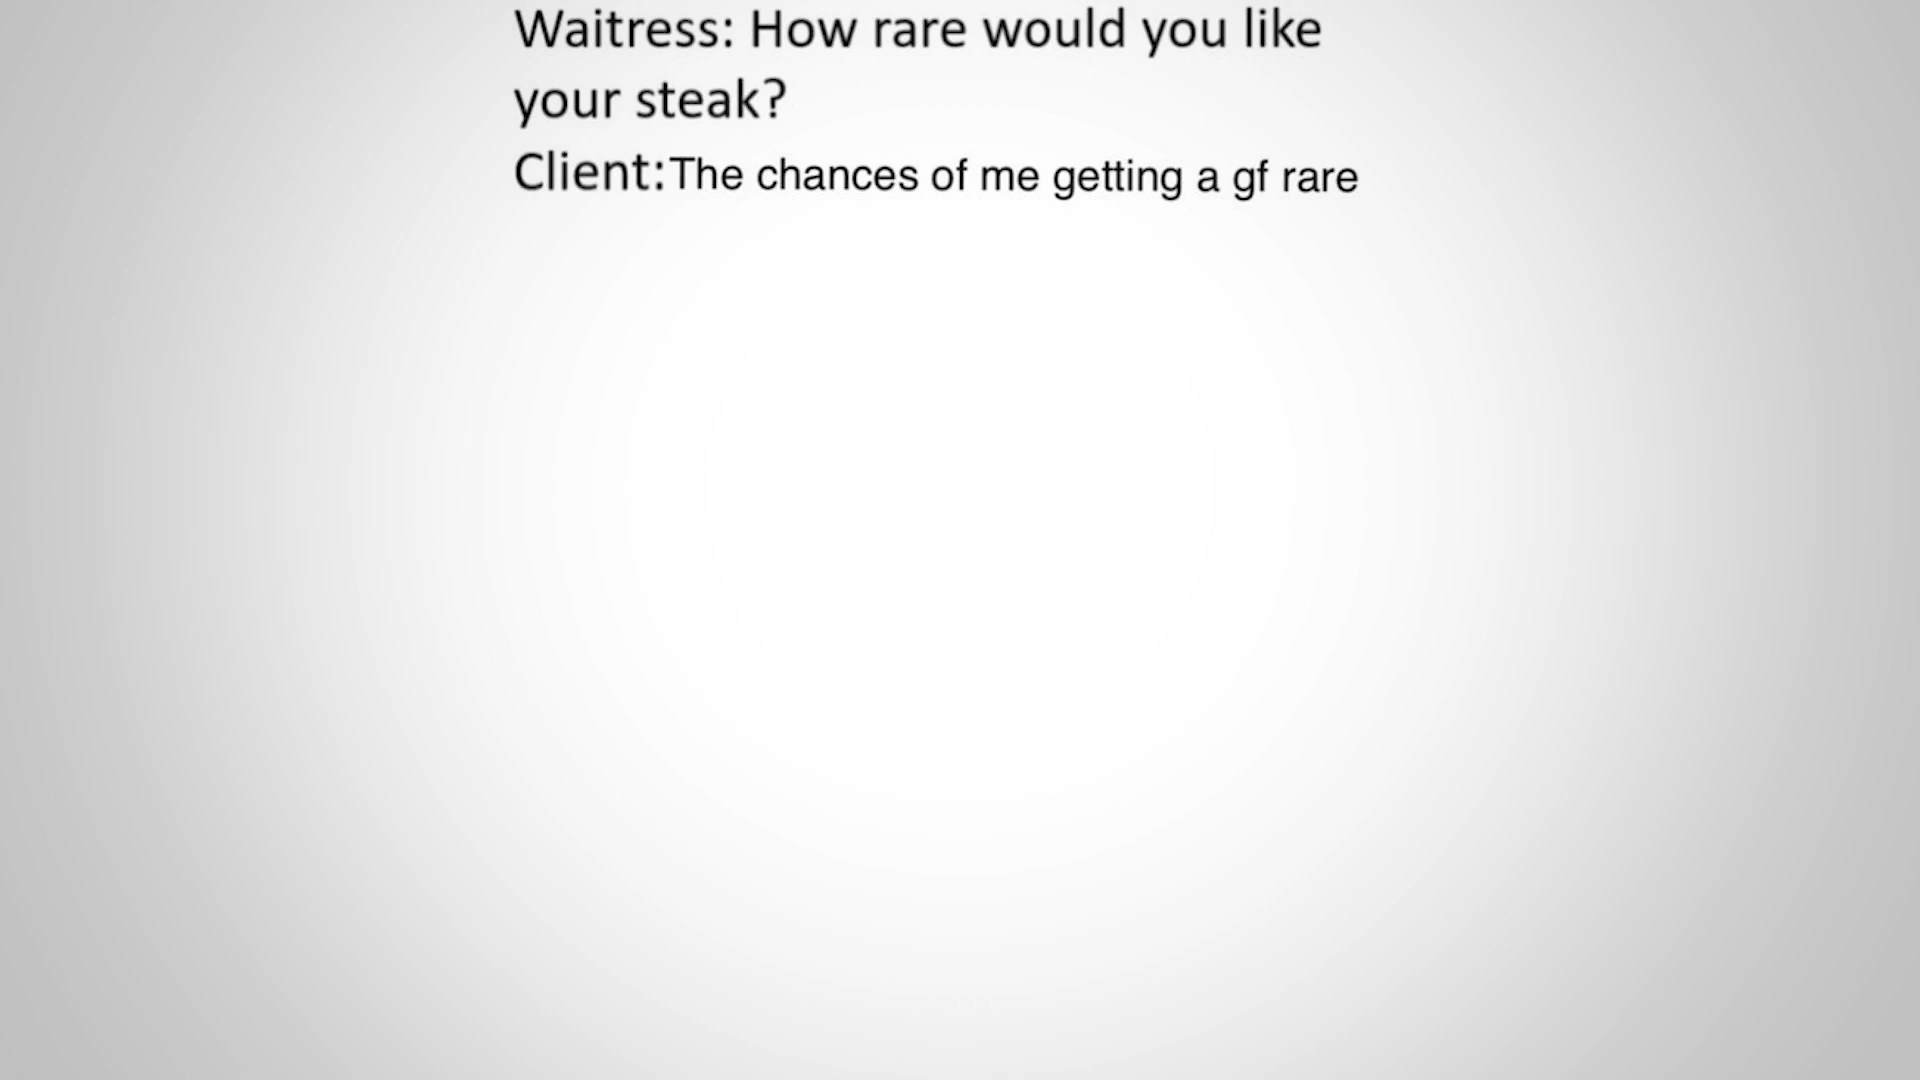 Waitress: How rare would you like
your steak?
Client:The chances of me getting a gf rare